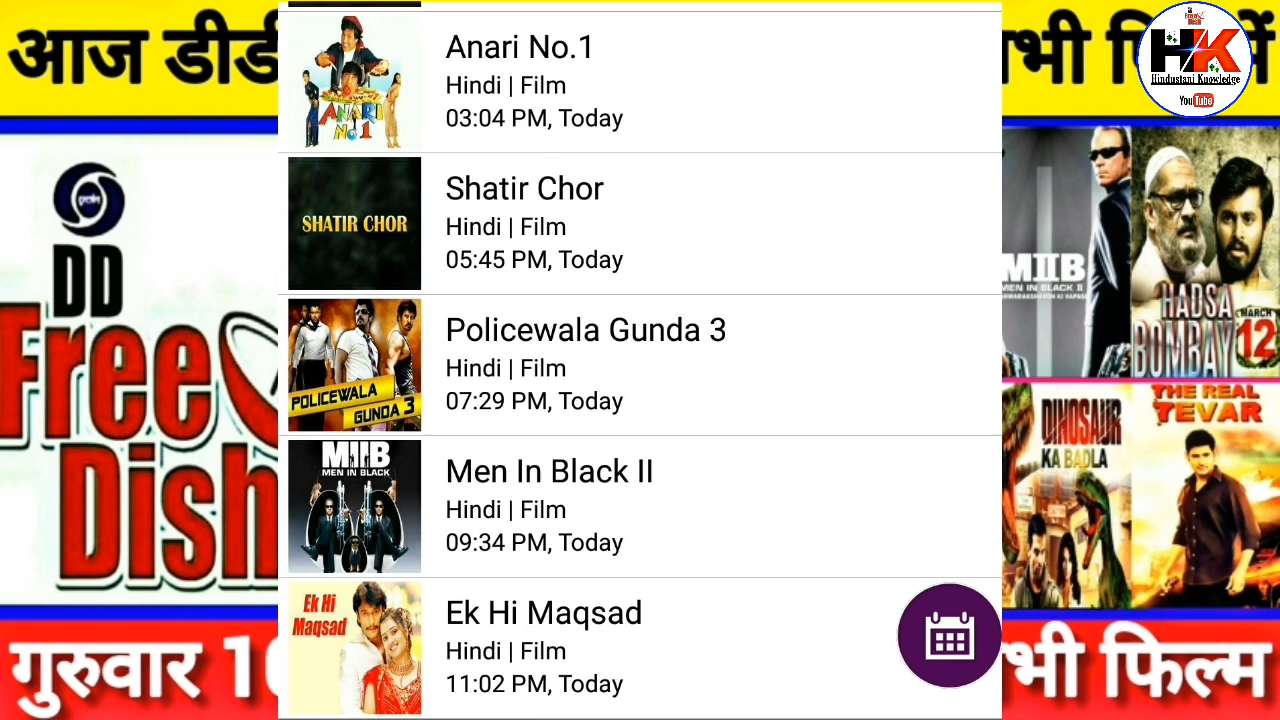 आज डीडी
भी
में
HK
Hindustani Knowledge
YouTube
DD
Free
Dish
गुरुवार
भी फिल्म
ANARI
No.1
Anari No.1
Hindi | Film
03:04 PM, Today
SHATIR CHOR
Shatir Chor
Hindi | Film
05:45 PM, Today
POLICEWALA
GUNDA 3
Policewala Gunda 3
Hindi | Film
07:29 PM, Today
MIIB
MEN IN BLACK
Men In Black II
Hindi | Film
09:34 PM, Today
Ek Hi
Maqsad
Ek Hi Maqsad
Hindi | Film
11:02 PM, Today
MIIB
MEN IN BLACK II
HADSA
BOMBAY
MARCH
12
DINOSAUR
KA BADLA
THE REAL
TEVAR